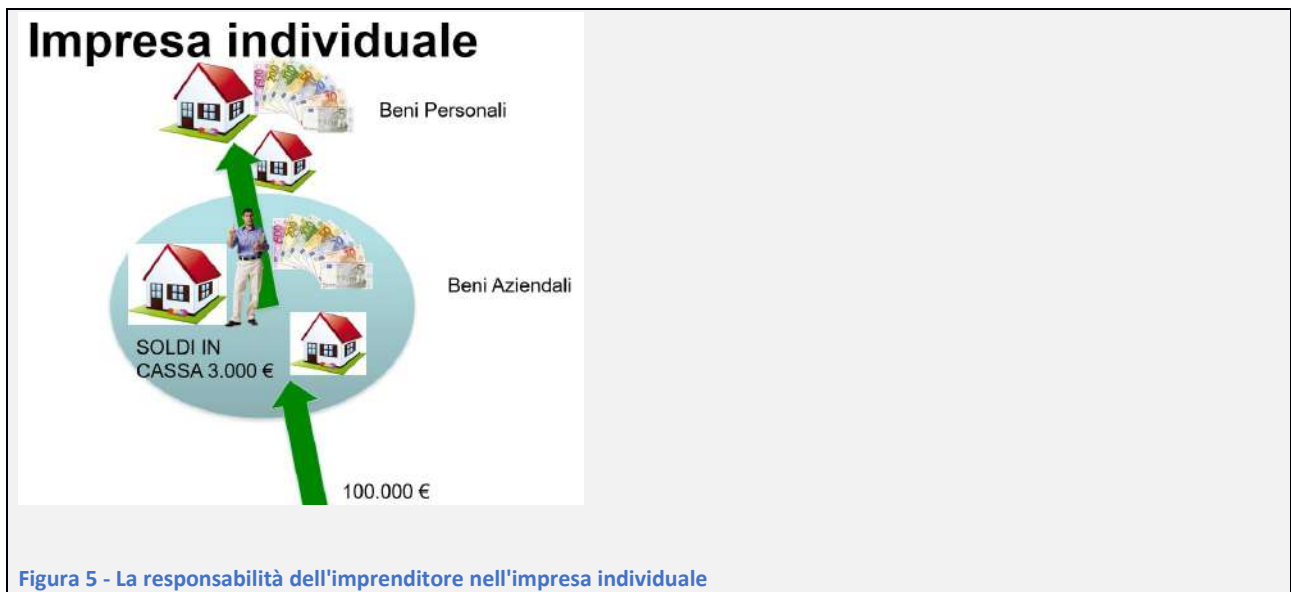 Impresa individuale
Beni Personali
Beni Aziendali
SOLDI IN
CASSA 3.000 €
100.000 €
Figura 5 - La responsabilità dell'imprenditore nell'impresa individuale